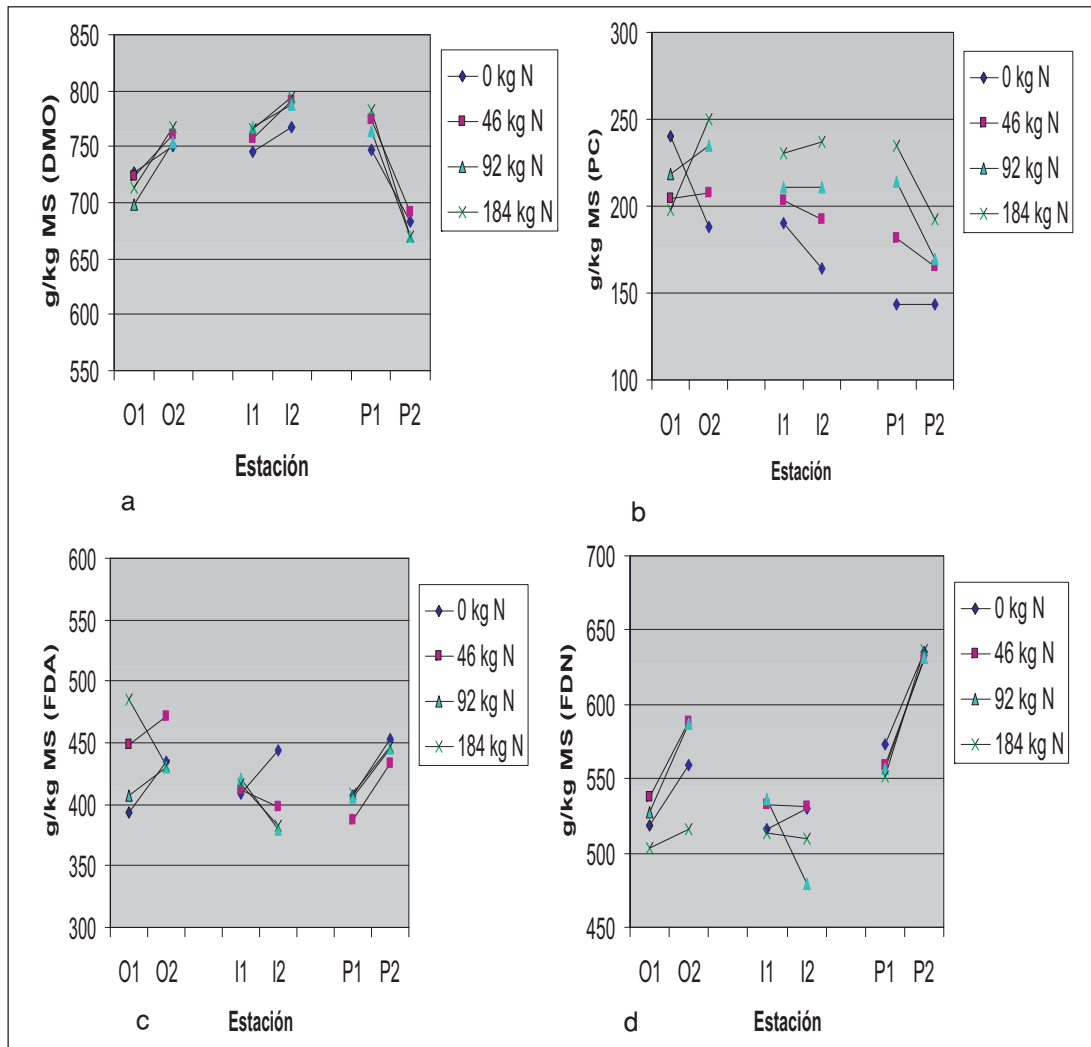 g/kg MS (DMO)
800
750
700
650
600
550
O1 O2 I1 I2 P1 P2
Estación
0 kg N
46 kg N
92 kg N
184 kg N
a
g/kg MS (PC)
300
250
200
150
100
O1 O2 I1 I2 P1 P2
Estación
0 kg N
46 kg N
92 kg N
184 kg N
b
g/kg MS (FDA)
600
550
500
450
400
350
300
O1 O2 I1 I2 P1 P2
Estación
0 kg N
46 kg N
92 kg N
184 kg N
c
g/kg MS (FDN)
700
650
600
550
500
450
O1 O2 I1 I2 P1 P2
Estación
0 kg N
46 kg N
92 kg N
184 kg N
d